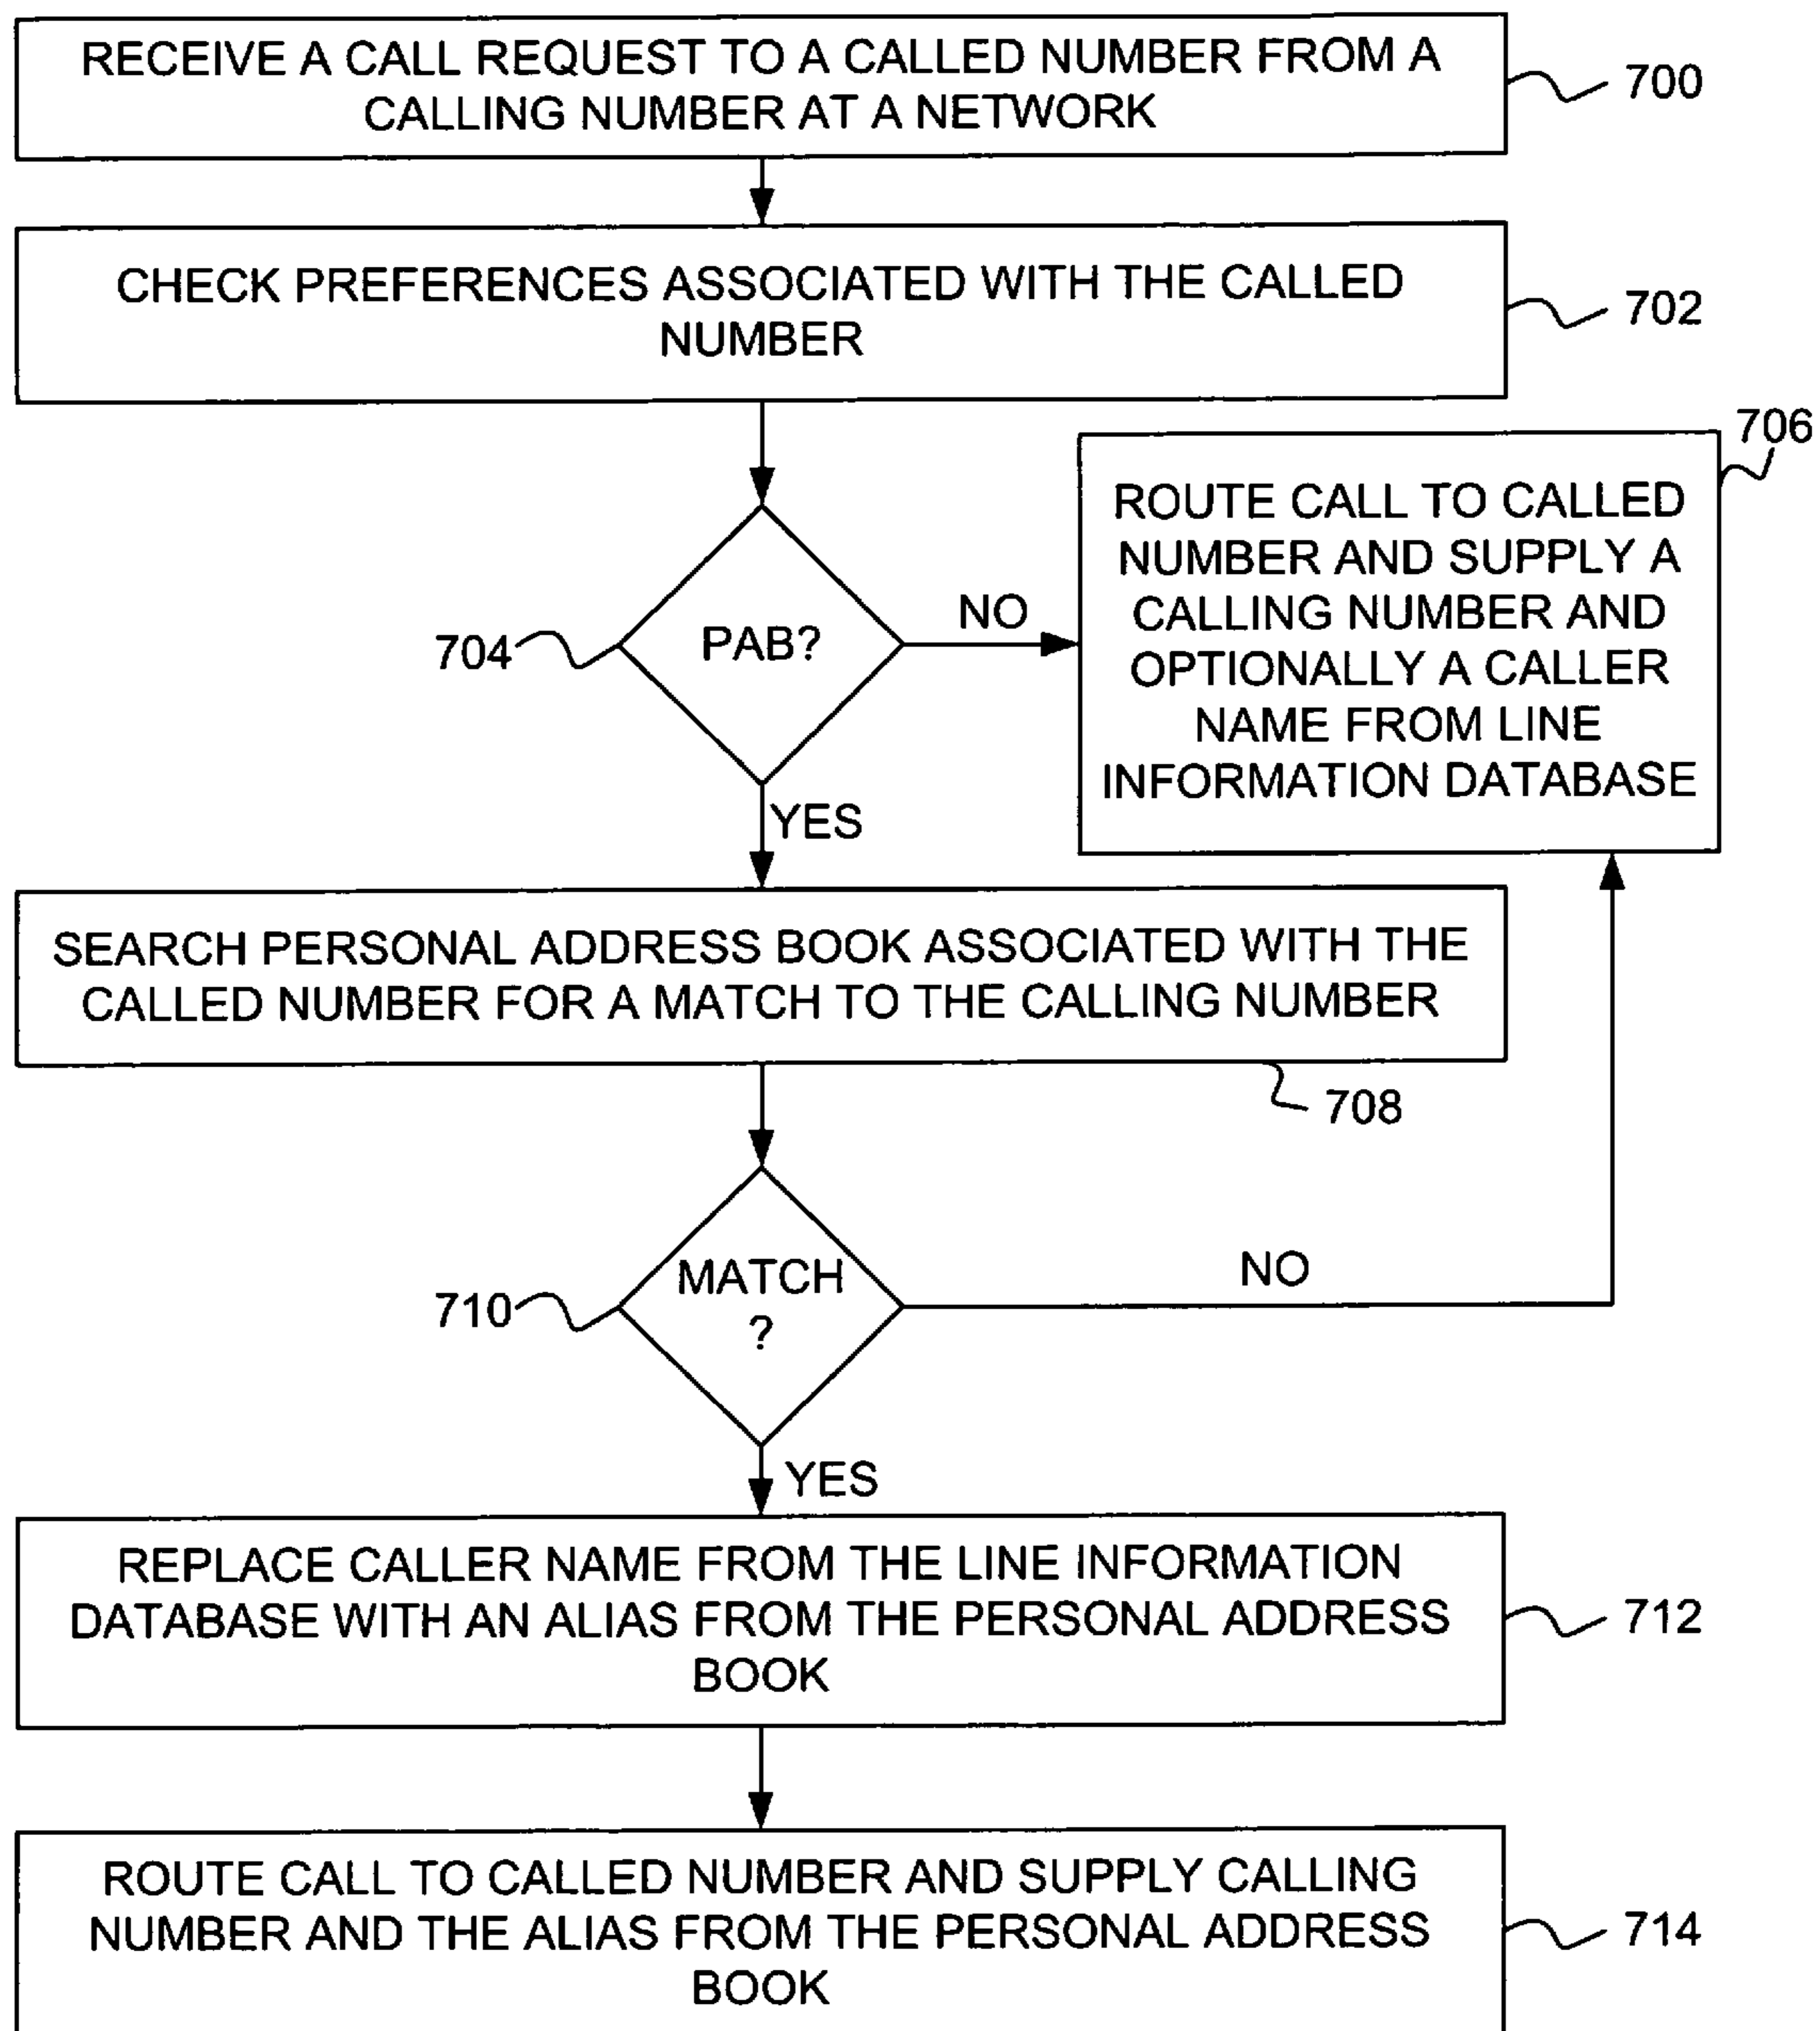 RECEIVE A CALL REQUEST TO A CALLED NUMBER FROM A
CALLING NUMBER AT A NETWORK
700
CHECK PREFERENCES ASSOCIATED WITH THE CALLED
NUMBER
702
706
ROUTE CALL TO CALLED
NUMBER AND SUPPLY A
CALLING NUMBER AND
OPTIONALLY A CALLER
NAME FROM LINE
INFORMATION DATABASE
704
PAB?
NO
YES
SEARCH PERSONAL ADDRESS BOOK ASSOCIATED WITH THE
CALLED NUMBER FOR A MATCH TO THE CALLING NUMBER
708
710
MATCH
?
NO
YES
REPLACE CALLER NAME FROM THE LINE INFORMATION
DATABASE WITH AN ALIAS FROM THE PERSONAL ADDRESS
BOOK
712
ROUTE CALL TO CALLED NUMBER AND SUPPLY CALLING
NUMBER AND THE ALIAS FROM THE PERSONAL ADDRESS
BOOK
714